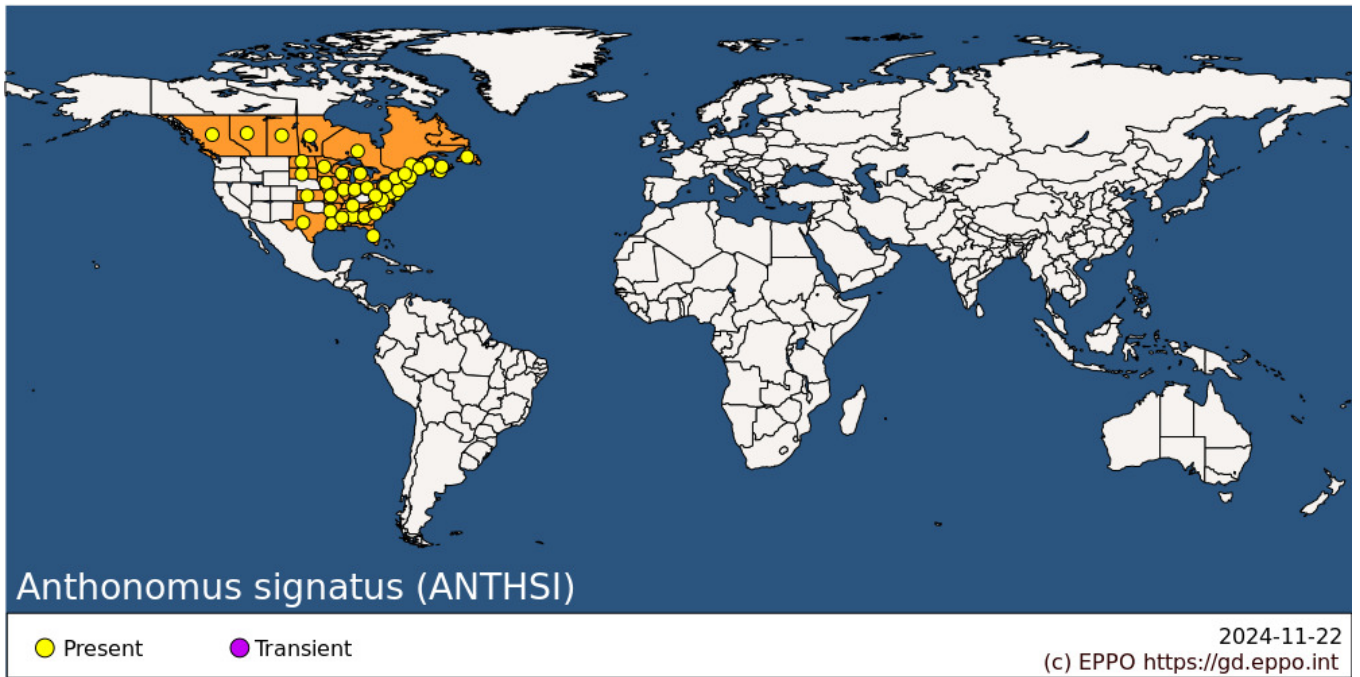 Anthonomus signatus (ANTHSI)
Present
Transient
2024-11-22
(c) EPPO https://gd.eppo.int